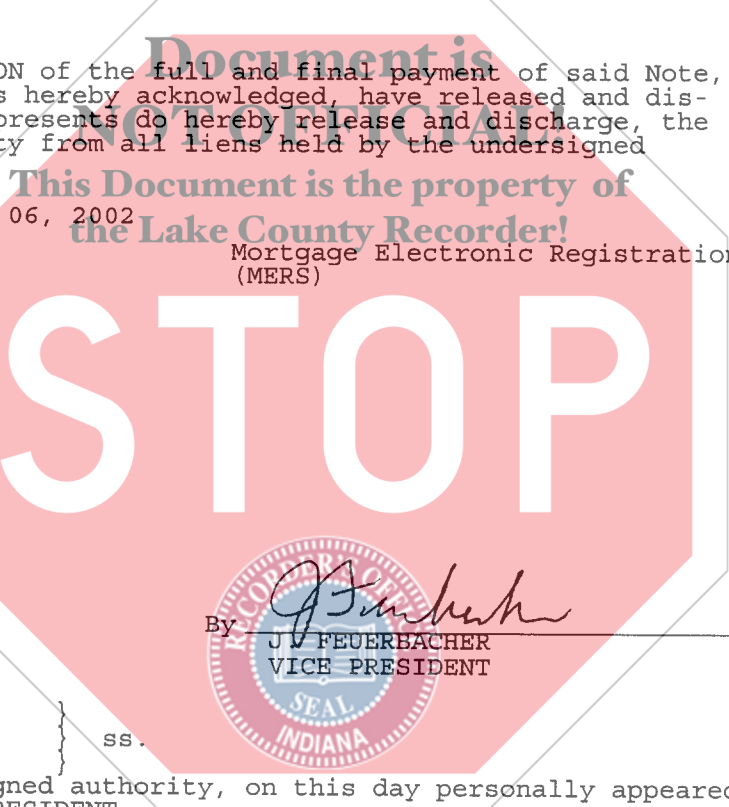 Document is
ON of the full and final payment of said Note,
s hereby acknowledged, have released and dis-
NOT OFFICIAL!
presents do hereby release and discharge, the
ty from all liens held by the undersigned
This Document is the property of
06, 2002
the Lake County Recorder!
Mortgage Electronic Registration
(MERS)
STOP
RECORDER'S OFFICE
By
J FEUERBACHER
VICE PRESIDENT
SEAL
INDIANA
ss.
gned authority, on this day personally appeared
RESIDENT